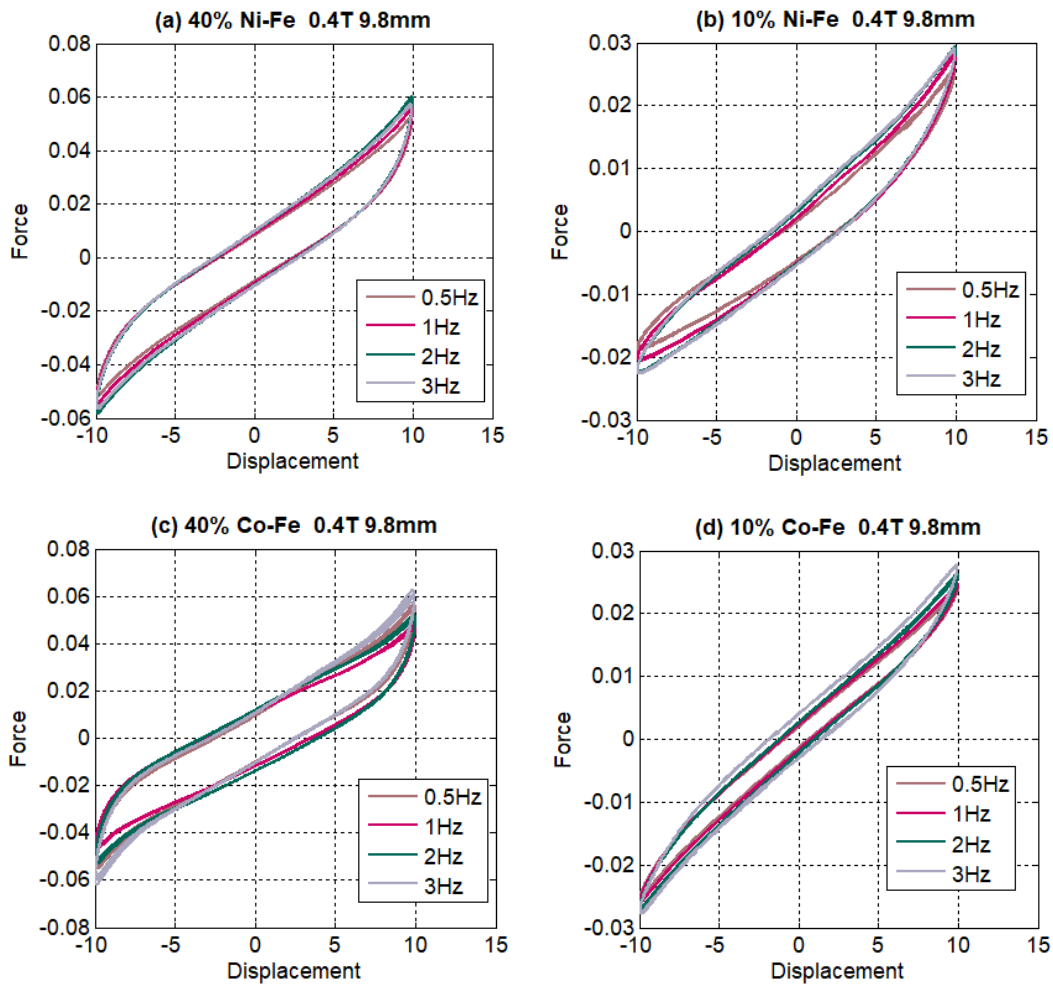 (a) 40% Ni-Fe 0.4T 9.8mm
0.08
0.06
0.04
0.02
0
-0.02
-0.04
-0.06
-10 -5 0 5 10 15
Force
Displacement
0.5Hz
1Hz
2Hz
3Hz
(b) 10% Ni-Fe 0.4T 9.8mm
0.03
0.02
0.01
0
-0.01
-0.02
-0.03
-10 -5 0 5 10 15
Force
Displacement
0.5Hz
1Hz
2Hz
3Hz
(c) 40% Co-Fe 0.4T 9.8mm
0.08
0.06
0.04
0.02
0
-0.02
-0.04
-0.06
-0.08
-10 -5 0 5 10 15
Force
Displacement
0.5Hz
1Hz
2Hz
3Hz
(d) 10% Co-Fe 0.4T 9.8mm
0.03
0.02
0.01
0
-0.01
-0.02
-0.03
-10 -5 0 5 10 15
Force
Displacement
0.5Hz
1Hz
2Hz
3Hz